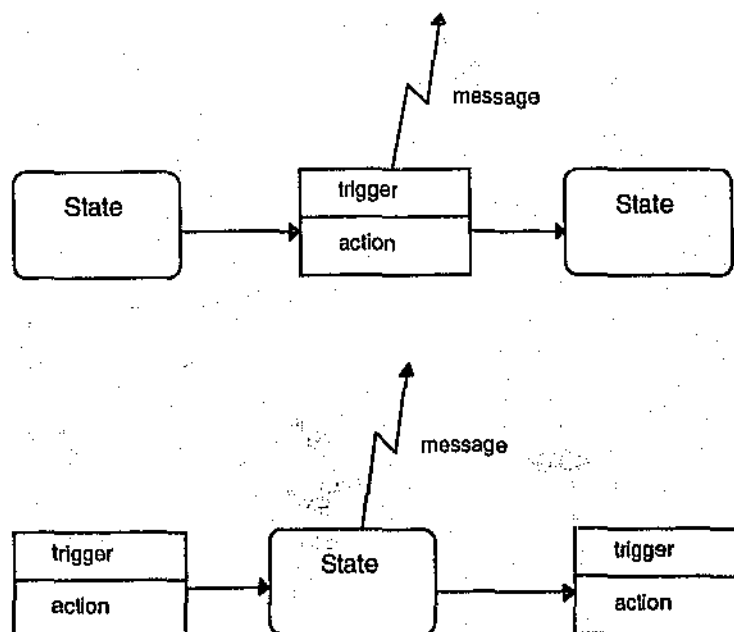 message
State
trigger
action
State
message
trigger
action
State
trigger
action